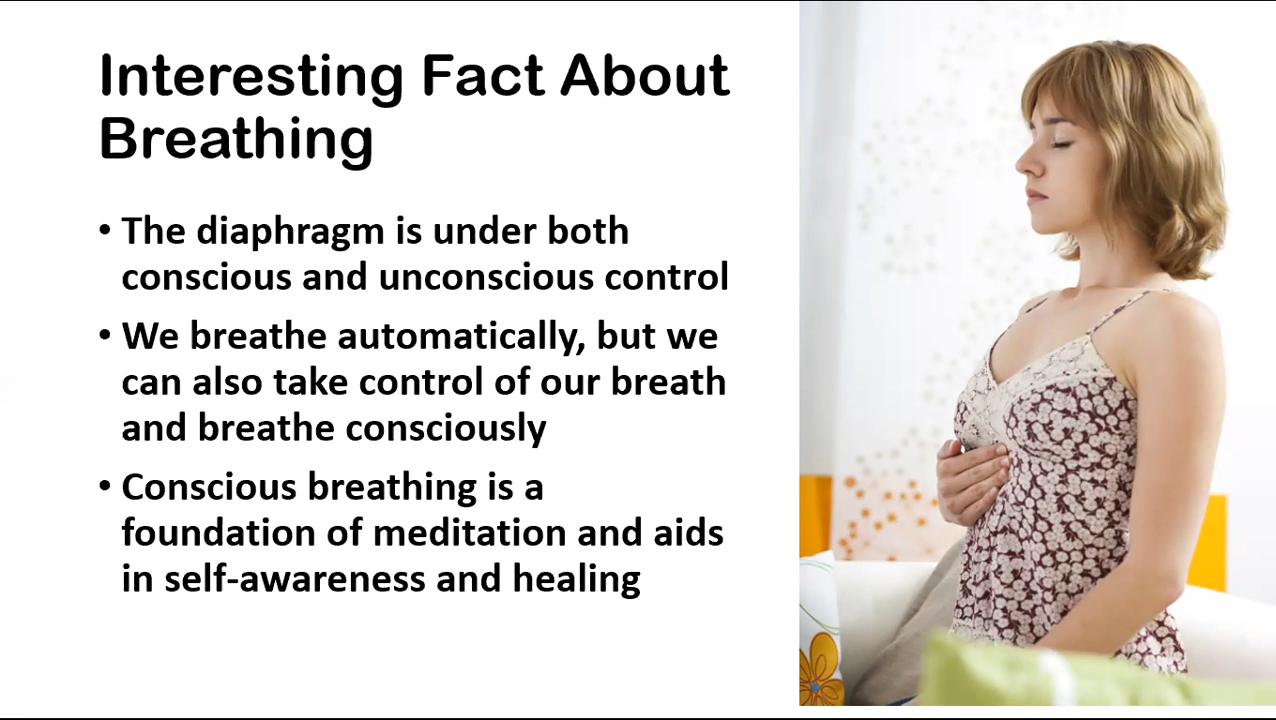 Interesting Fact About
Breathing
• The diaphragm is under both
conscious and unconscious control
• We breathe automatically, but we
can also take control of our breath
and breathe consciously
• Conscious breathing is a
foundation of meditation and aids
in self-awareness and healing